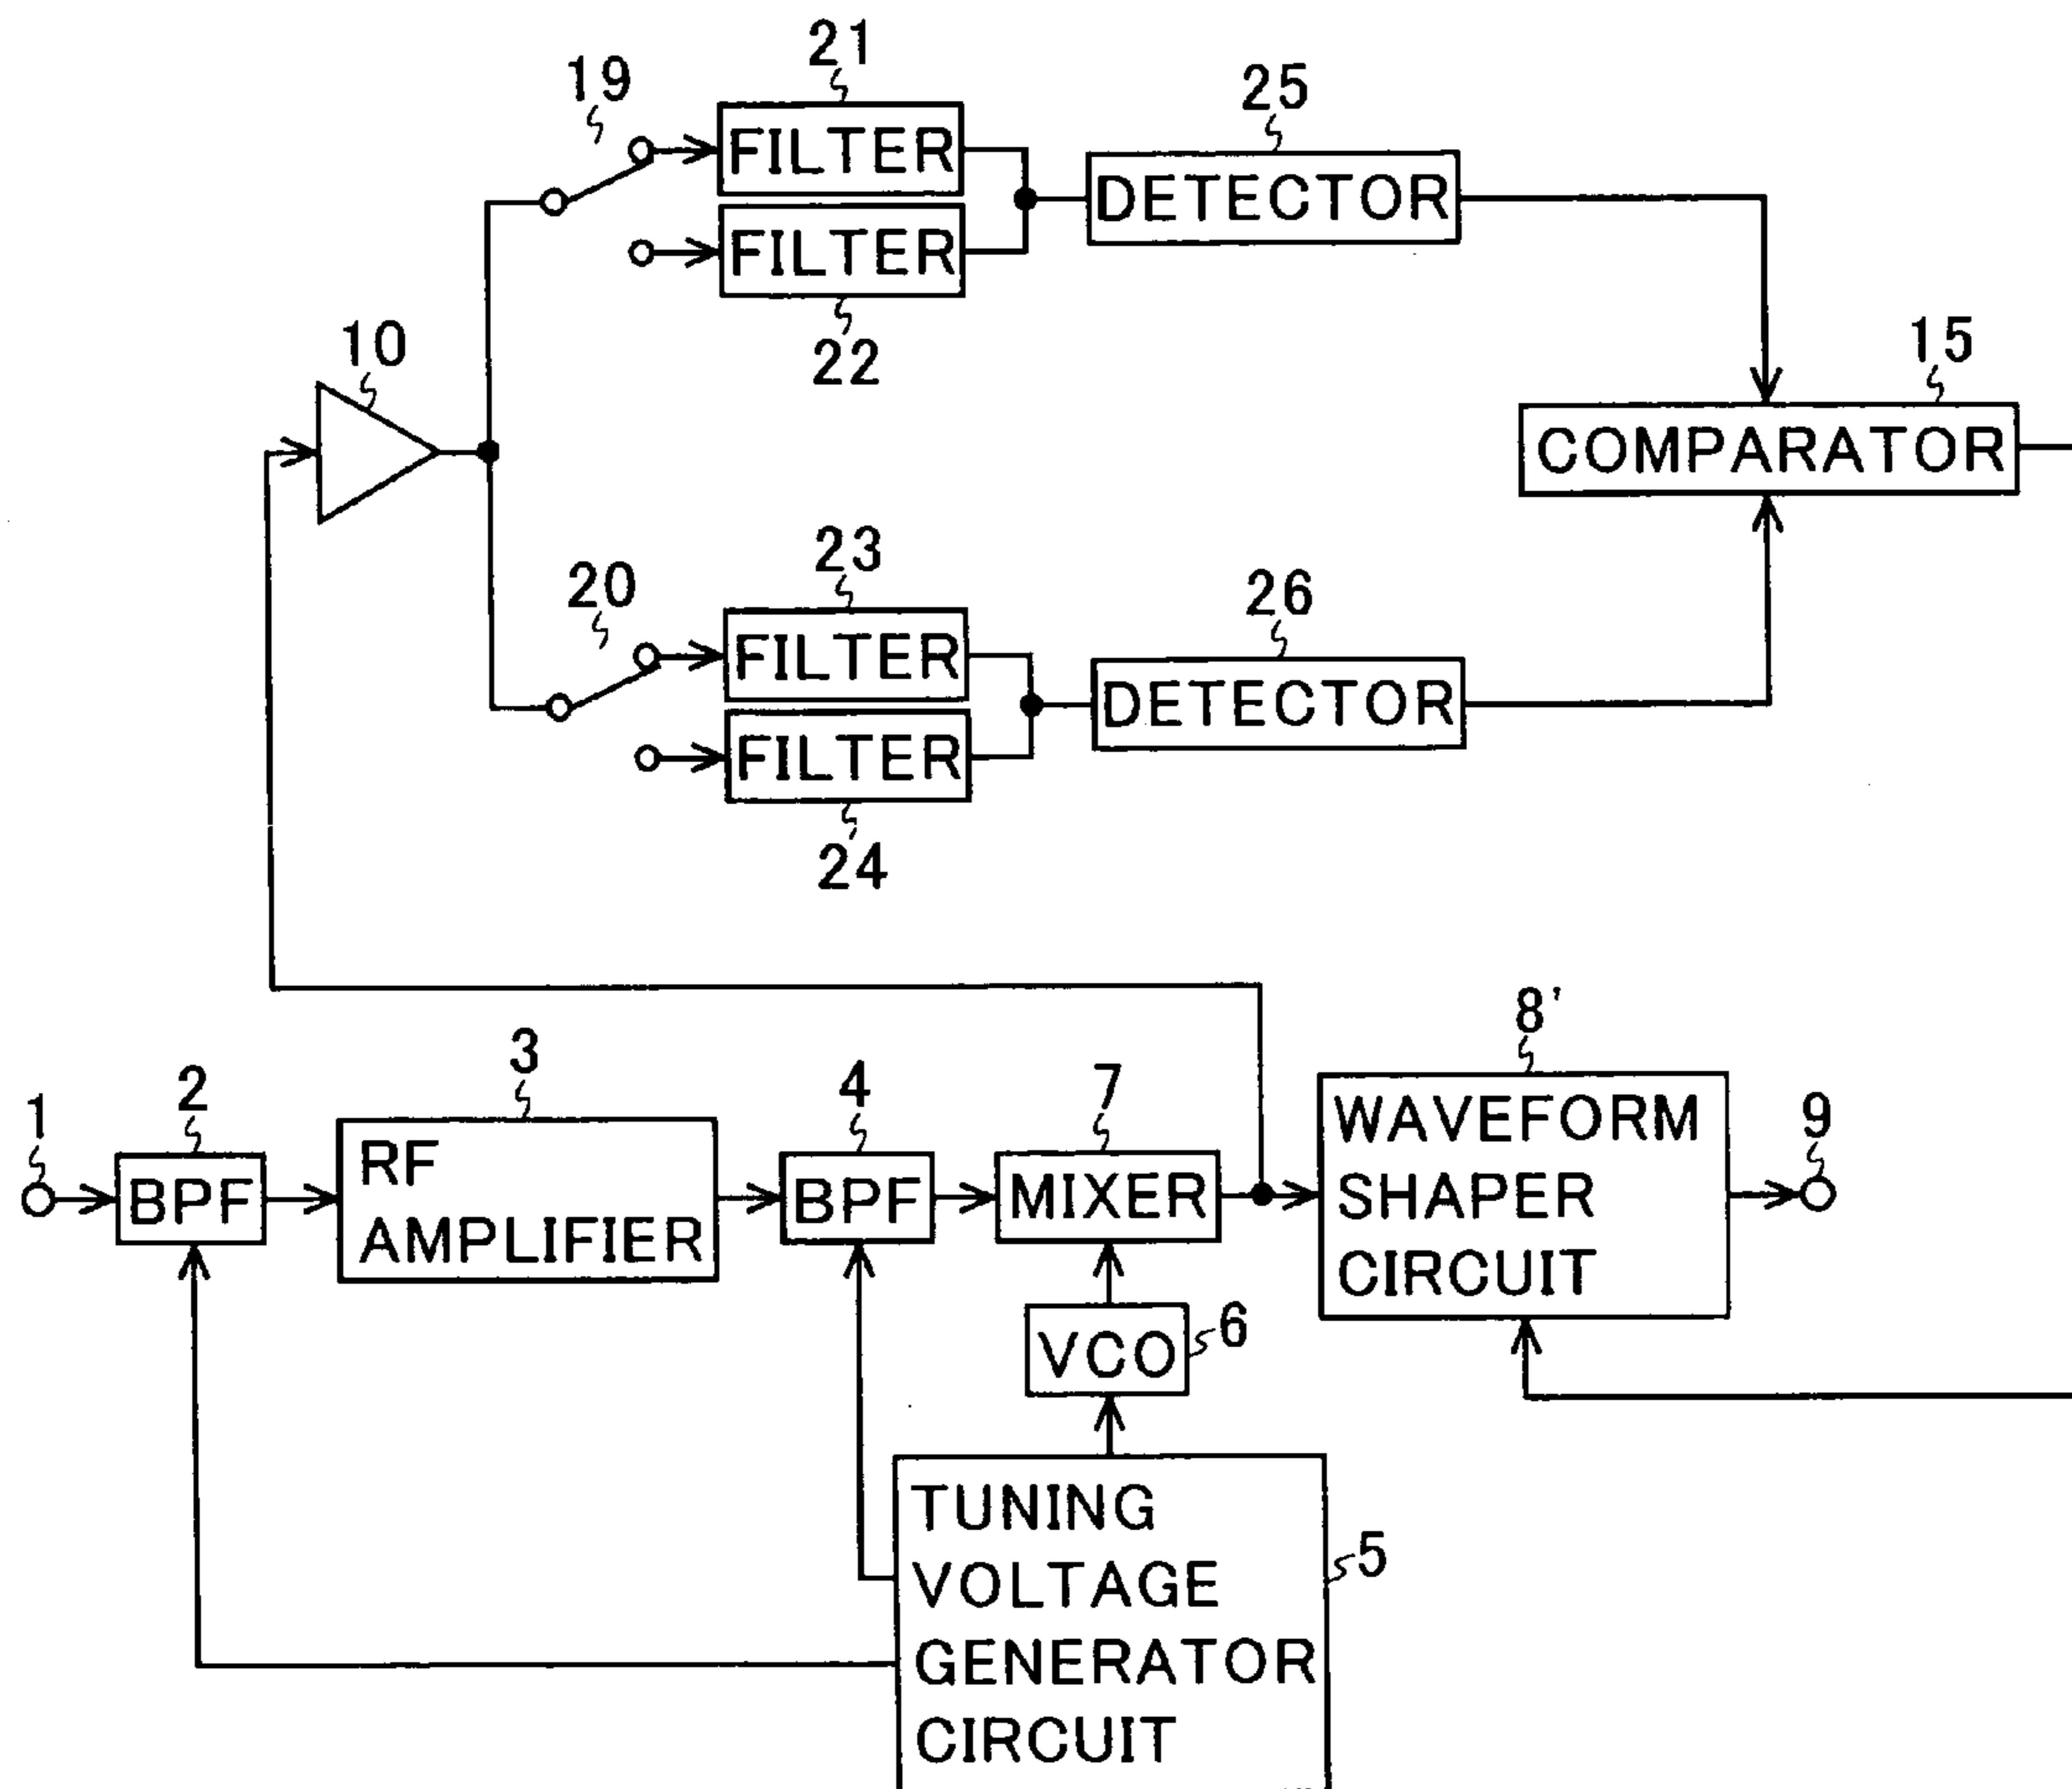 21
19
25
FILTER
DETECTOR
FILTER
22
10
15
COMPARATOR
23
20
26
FILTER
DETECTOR
FILTER
24
8'
3
4
7
2
1
9
WAVEFORM
SHAPER
CIRCUIT
RF
AMPLIFIER
BPF
BPF
MIXER
VCO
6
TUNING
VOLTAGE
GENERATOR
CIRCUIT
5